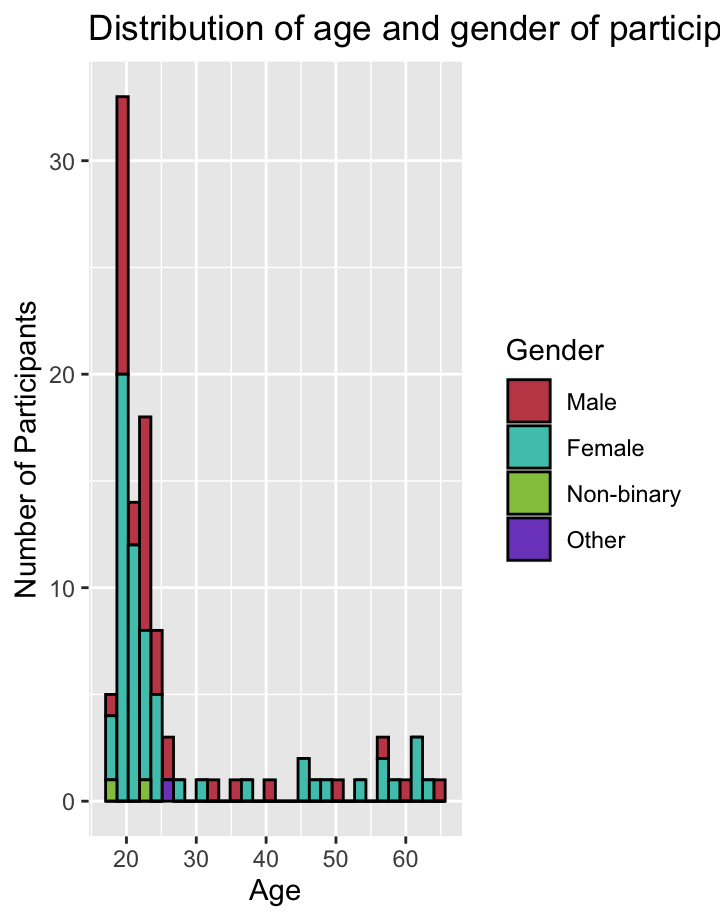 Distribution of age and gender of particip
Number of Participants
30
20
10
0
20 30 40 50 60
Age
Gender
Male
Female
Non-binary
Other